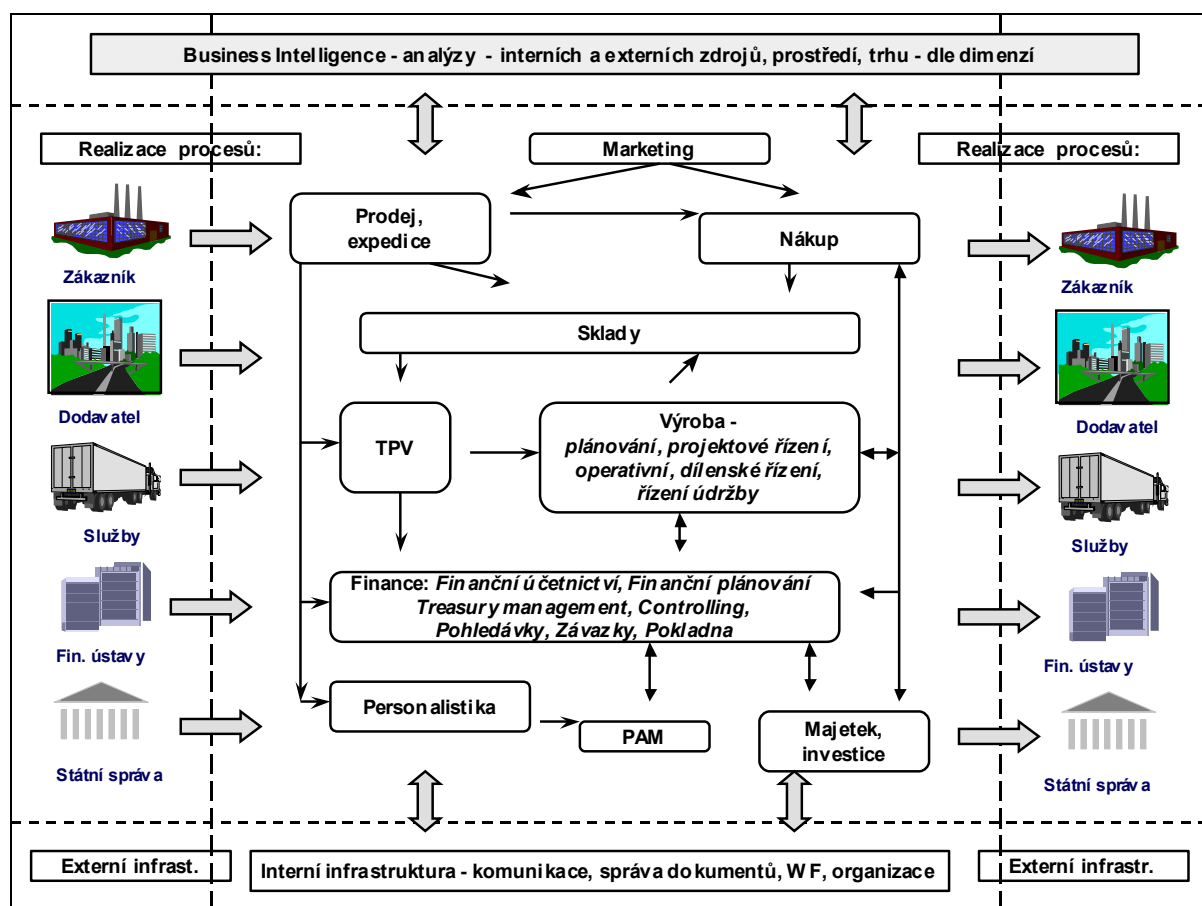 Business Intelligence - analýzy - interních a externích zdrojů, prostředí, trhu - dle dimenzí
Realizace procesů:
Marketing
Realizace procesů:
Prodej,
expedice
Nákup
Zákazník
Zákazník
Sklady
Dodavatel
Dodavatel
TPV
Výroba -
plánování, projektové řízení,
operativní, dílenské řízení,
řízení údržby
Služby
Služby
Finance: Finanční účetnictví, Finanční plánování
Treasury management, Controlling,
Pohledávky, Závazky, Pokladna
Fin. ústavy
Fin. ústavy
Personalistika
PAM
Majetek,
investice
Státní správa
Státní správa
Externí infrast.
Interní infrastruktura - komunikace, správa dokumentů, WF, organizace
Externí infrastr.